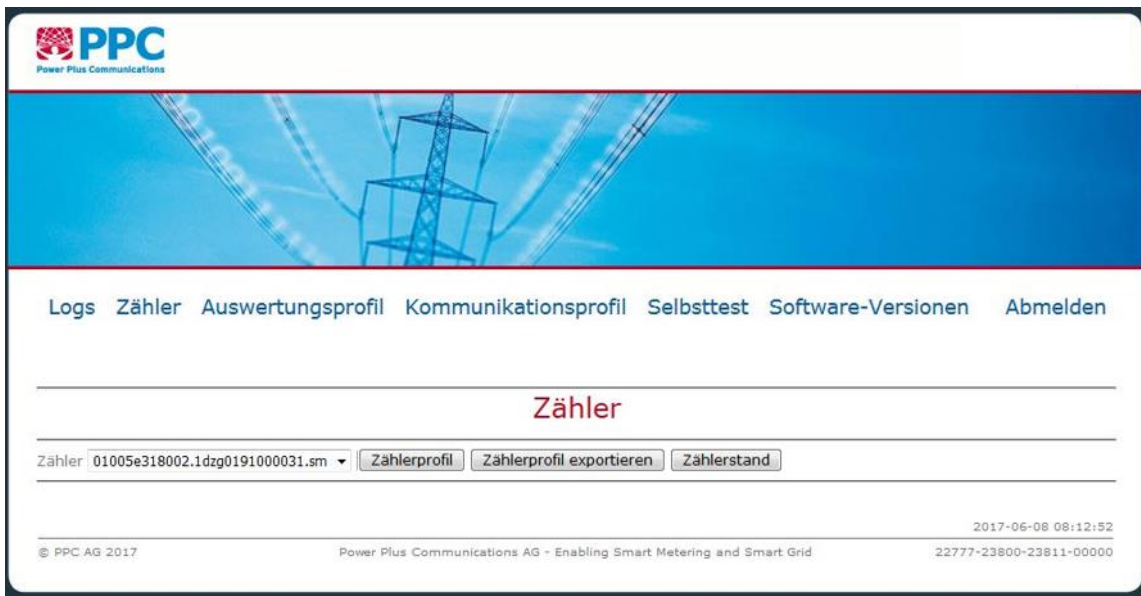 PPC
Power Plus Communications
Logs Zähler Auswertungsprofil Kommunikationsprofil Selbsttest Software-Versionen Abmelden
Zähler
Zähler 01005e318002.1dzg0191000031.sm Zählerprofil Zählerprofil exportieren Zählerstand
2017-06-08 08:12:52
© PPC AG 2017 Power Plus Communications AG - Enabling Smart Metering and Smart Grid 22777-23800-23811-00000